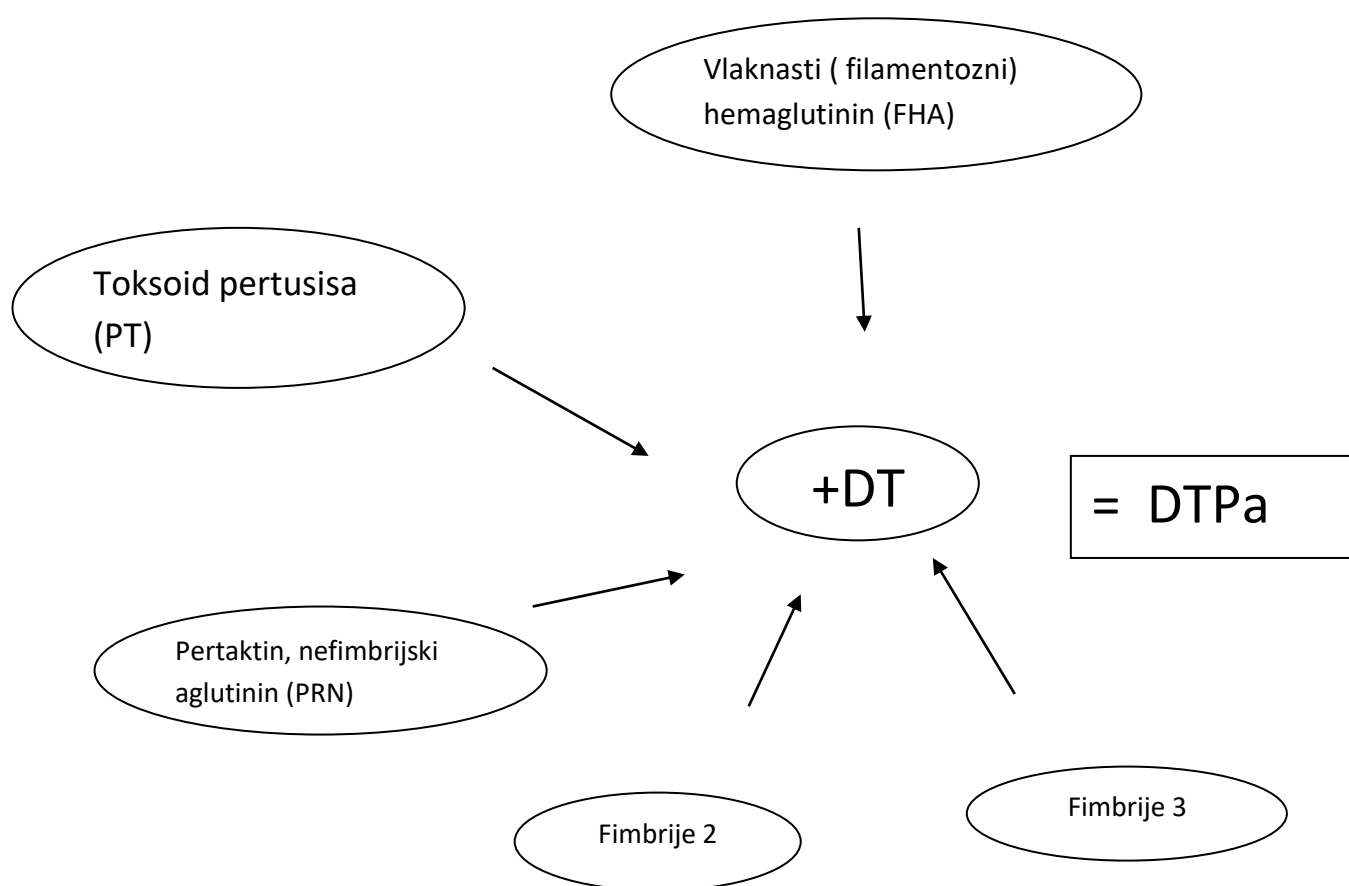 Vlaknasti ( filamentozni)
hemaglutinin (FHA)
Toksoid pertusisa
(PT)
+DT
= DTPa
Pertaktin, nefimbrijski
aglutinin (PRN)
Fimbrije 2
Fimbrije 3